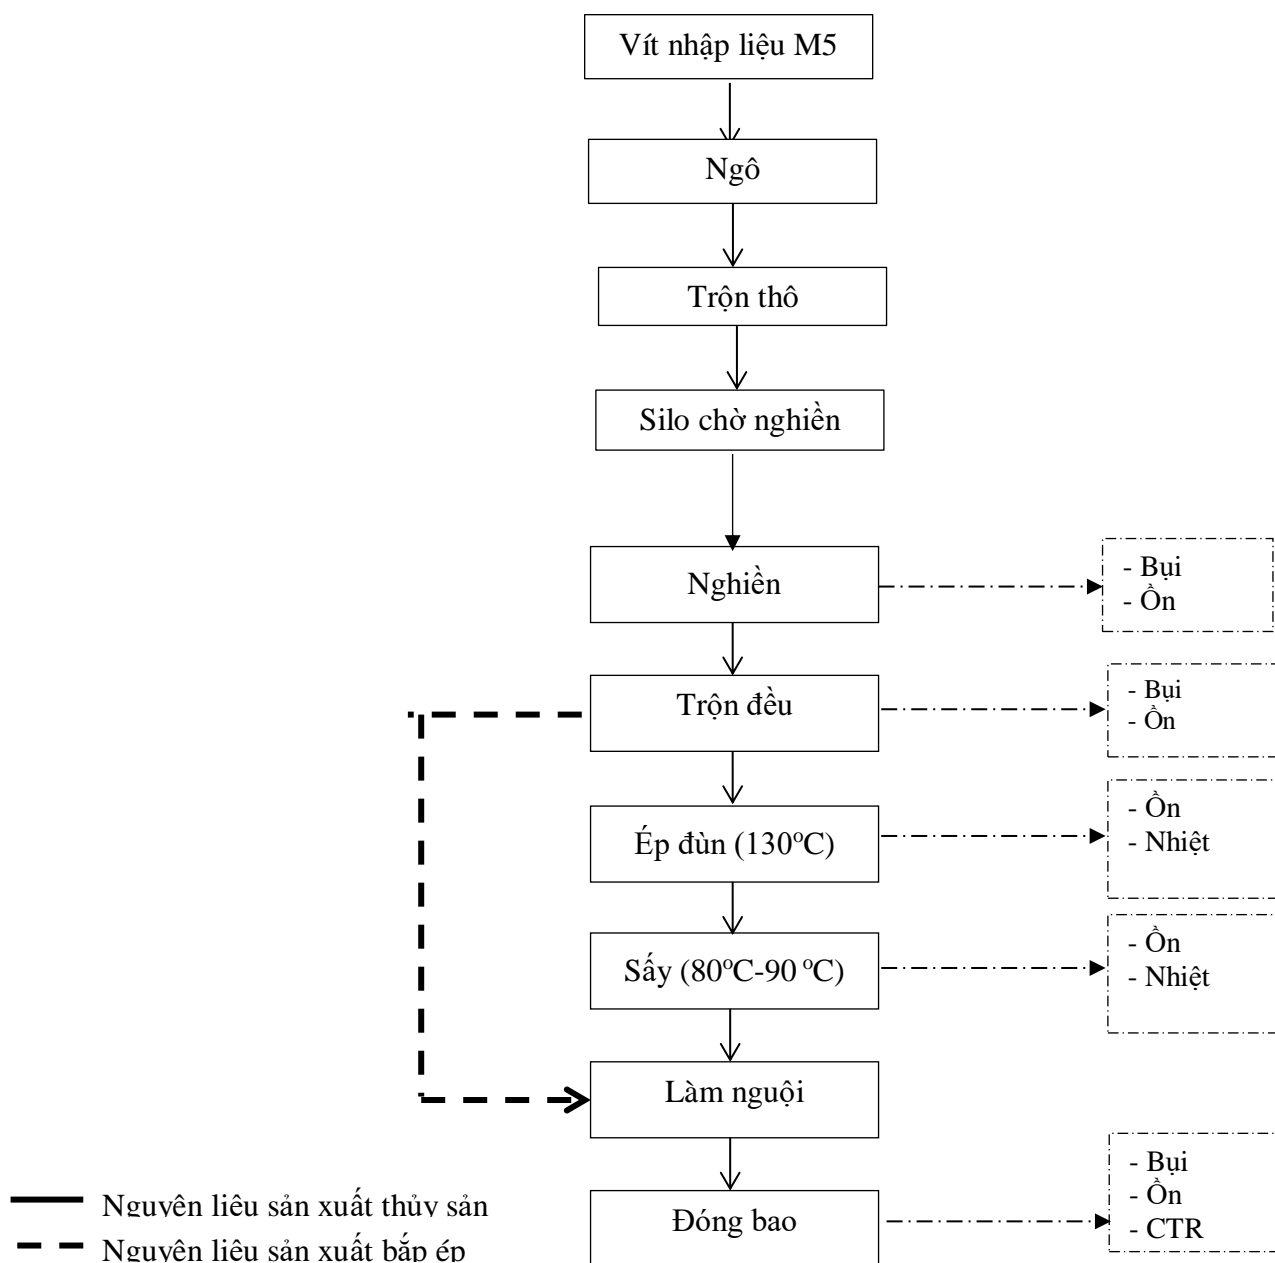 Vít nhập liệu M5
Ngô
Trộn thô
Silo chờ nghiền
Nghiền
- Bụi
- Ồn
Trộn đều
- Bụi
- Ồn
Ép đùn (130ºC)
- Ồn
- Nhiệt
Sấy (80ºC-90 ºC)
- Ồn
- Nhiệt
Làm nguội
Đóng bao
- Bụi
- Ồn
- CTR
Nguyên liêu sản xuất thủy sản
Nguyên liêu sản xuất bắp ép